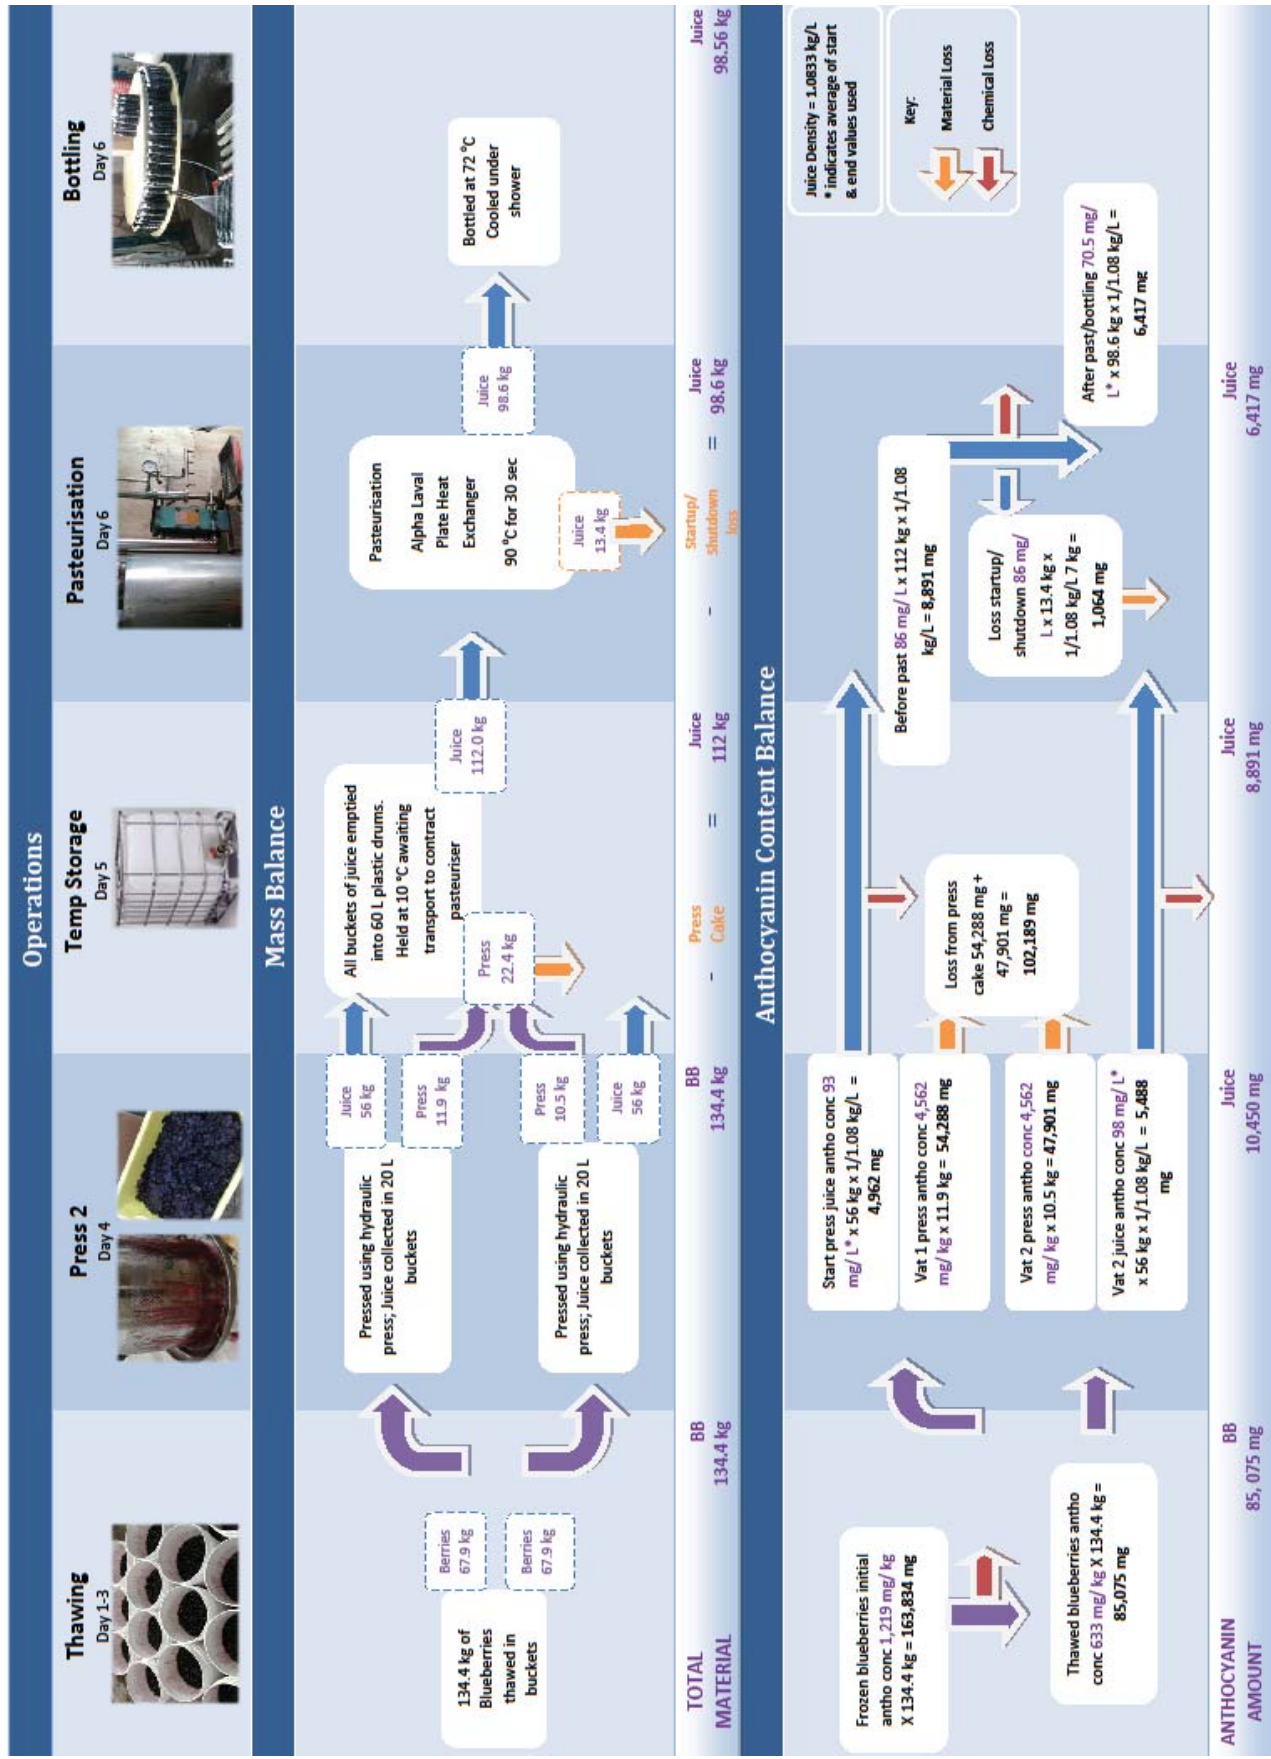 Operations
Thawing
Day 1-3
Press 2
Day 4
Temp Storage
Day 5
Pasteurisation
Day 6
Bottling
Day 6
Mass Balance
134.4 kg of
Blueberries
thawed in
buckets
Berries
67.9 kg
Berries
67.9 kg
Pressed using hydraulic
press; Juice collected in 20 L
buckets
Pressed using hydraulic
press; Juice collected in 20 L
buckets
Juice
56 kg
Press
11.9 kg
Press
10.5 kg
Juice
56 kg
All buckets of juice emptied
into 60 L plastic drums.
Held at 10 °C awaiting
transport to contract
pasteuriser
Press
22.4 kg
Juice
112.0 kg
Pasteurisation
Alpha Laval
Plate Heat
Exchanger
90 °C for 30 sec
Juice
13.4 kg
Juice
98.6 kg
Bottled at 72 °C
Cooled under
shower
TOTAL
MATERIAL
BB
134.4 kg
BB
134.4 kg
-
Press
Cake
=
Juice
112 kg
-
Startup/
shutdown
loss
=
Juice
98.6 kg
Juice
98.56 kg
Anthocyanin Content Balance
Frozen blueberries initial
antho conc 1,219 mg/ kg
X 134.4 kg = 163,834 mg
Thawed blueberries antho
conc 633 mg/ kg X 134.4 kg =
85,075 mg
Start press juice antho conc 93
mg/ L* x 56 kg x 1/1.08 kg/L =
4,962 mg
Vat 1 press antho conc 4,562
mg/ kg x 11.9 kg = 54,288 mg
Vat 2 press antho conc 4,562
mg/ kg x 10.5 kg = 47,901 mg
Vat 2 juice antho conc 98 mg/ L*
x 56 kg x 1/1.08 kg/L = 5,488
mg
Loss from press
cake 54,288 mg +
47,901 mg =
102,189 mg
Before past 86 mg/ L x 112 kg x 1/1.08
kg/L = 8,891 mg
Loss startup/
shutdown 86 mg/
L x 13.4 kg x
1/1.08 kg/L 7 kg =
1,064 mg
After past/bottling 70.5 mg/
L* x 98.6 kg x 1/1.08 kg/L =
6,417 mg
Juice Density = 1.0833 kg/L
* indicates average of start
& end values used
Key:
Material Loss
Chemical Loss
ANTHOCYANIN
AMOUNT
BB
85, 075 mg
Juice
10,450 mg
Juice
8,891 mg
Juice
6,417 mg